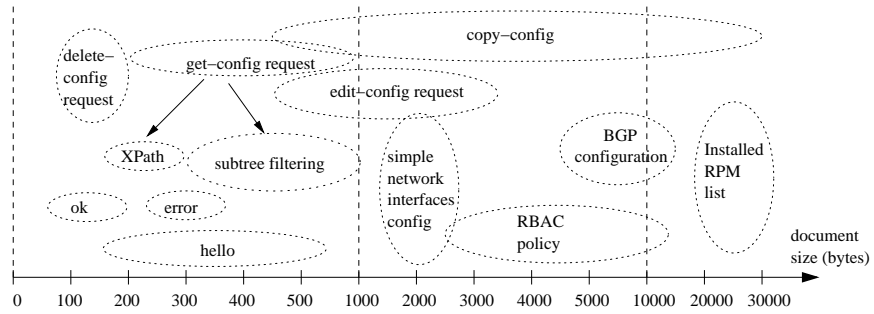 copy−config
delete−
config
request
get−config request
edit−config request
XPath
subtree filtering
simple
network
interfaces
config
BGP
configuration
Installed
RPM
list
ok
error
RBAC
policy
hello
document
size (bytes)
0 100 200 300 400 500 1000 2000 3000 4000 5000 10000 20000 30000